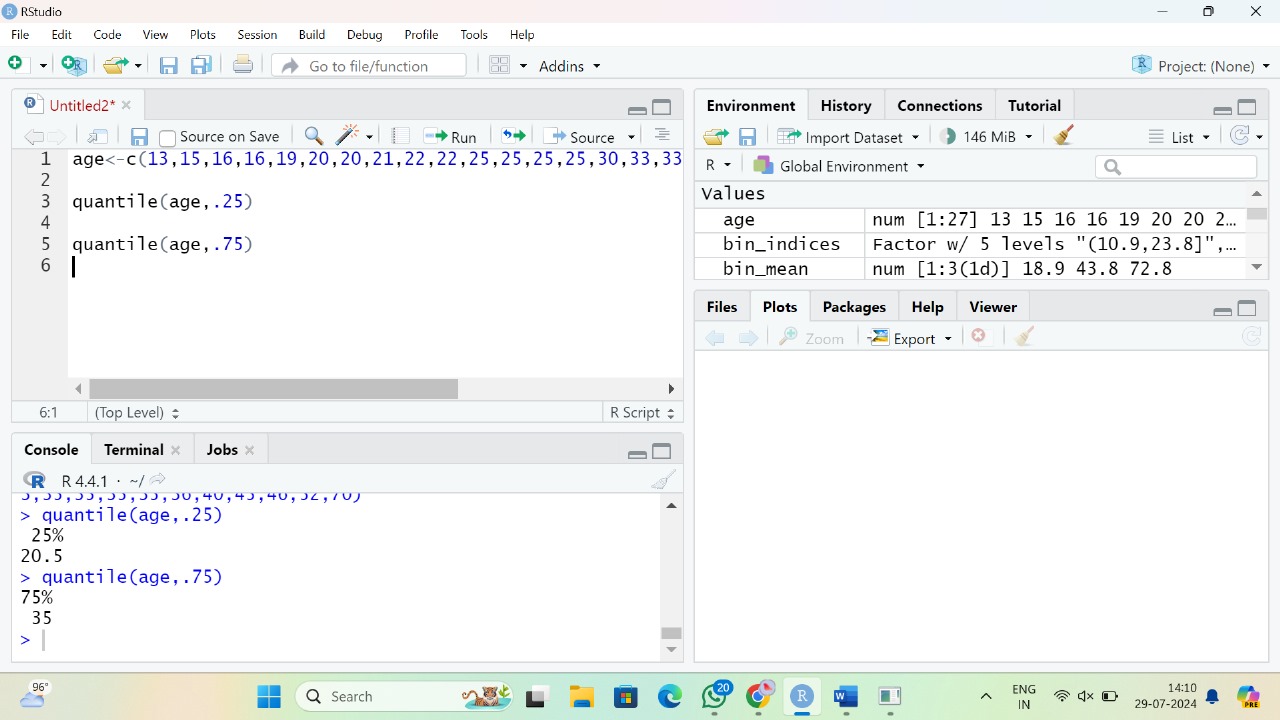 RStudio
File Edit Code View Plots Session Build Debug Profile Tools Help
Go to file/function Addins Project: (None)
Untitled2*
Source on Save Run Source
1 age<-c(13,15,16,16,19,20,20,21,22,22,25,25,25,25,30,33,33
2
3 quantile(age,.25)
4
5 quantile(age,.75)
6
6:1 (Top Level) R Script
Console Terminal Jobs
R 4.4.1 · ~/
> quantile(age,.25)
25%
20.5
> quantile(age,.75)
75%
35
>
Environment History Connections Tutorial
Import Dataset 146 MiB List
R Global Environment
Values
age num [1:27] 13 15 16 16 19 20 20 2…
bin_indices Factor w/ 5 levels "(10.9,23.8]",…
bin_mean num [1:3(1d)] 18.9 43.8 72.8
Files Plots Packages Help Viewer
Zoom Export
96°
Search
20
ENG
IN
14:10
29-07-2024
PRE